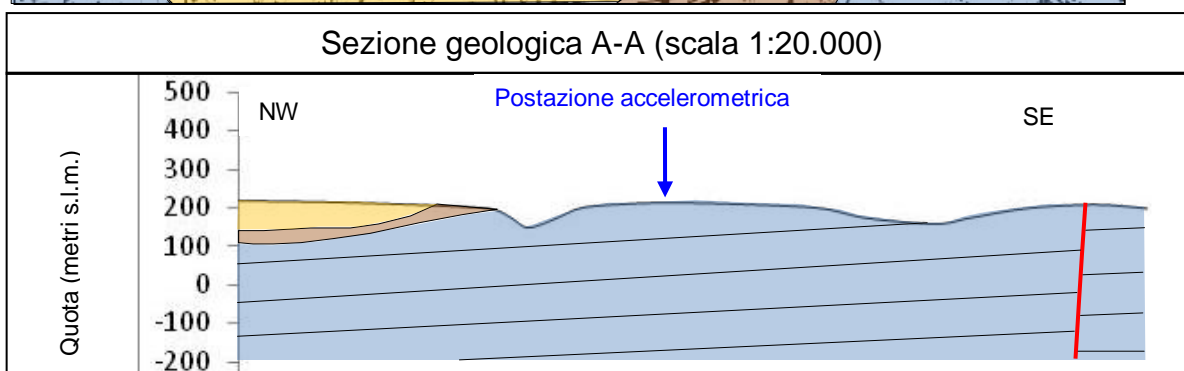 Sezione geologica A-A (scala 1:20.000)
Quota (metri s.l.m.)
500
400
300
200
100
0
-100
-200
NW
Postazione accelerometrica
SE